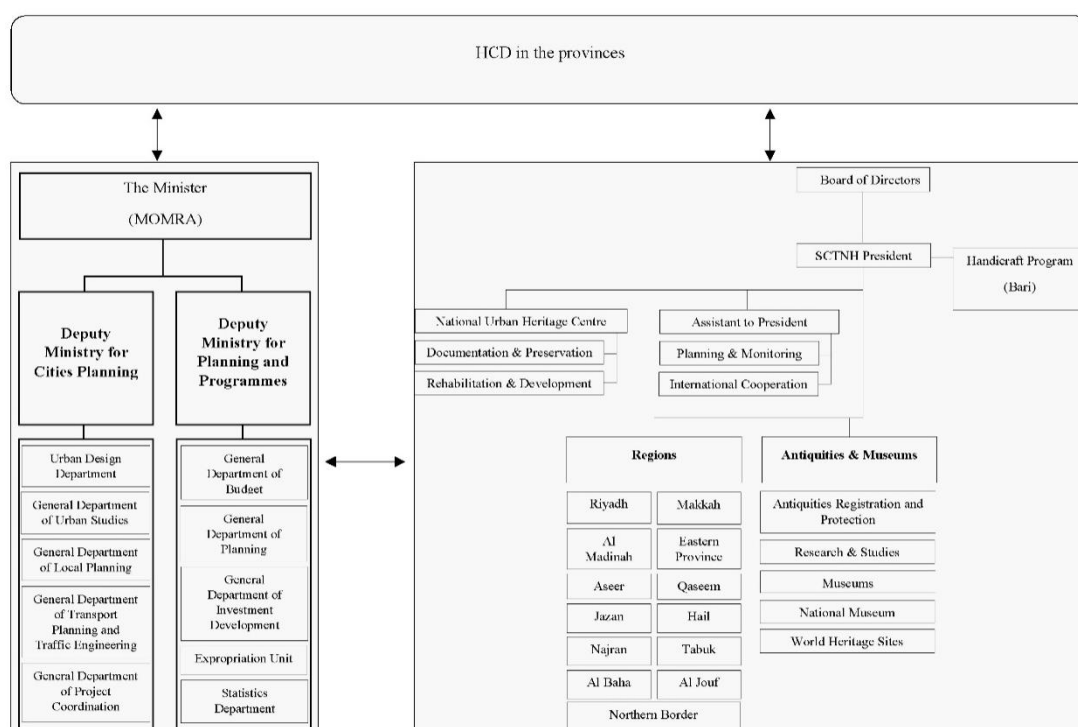 HCD in the provinces
The Minister
(MOMRA)
Deputy
Ministry for
Cities Planning
Deputy
Ministry for
Planning and
Programmes
Urban Design
Department
General Department
of Urban Studies
General Department
of Local Planning
General Department
of Transport
Planning and
Traffic Engineering
General Department
of Project
Coordination
General
Department of
Budget
General
Department of
Planning
General
Department of
Investment
Development
Expropriation Unit
Statistics
Department
Board of Directors
SCTNH President
Handicraft Program
(Bari)
National Urban Heritage Centre
Documentation & Preservation
Rehabilitation & Development
Assistant to President
Planning & Monitoring
International Cooperation
Regions
Riyadh
Makkah
Al
Madinah
Eastern
Province
Aseer
Qaseem
Jazan
Hail
Najran
Tabuk
Al Baha
Al Jouf
Northern Border
Antiquities & Museums
Antiquities Registration and
Protection
Research & Studies
Museums
National Museum
World Heritage Sites